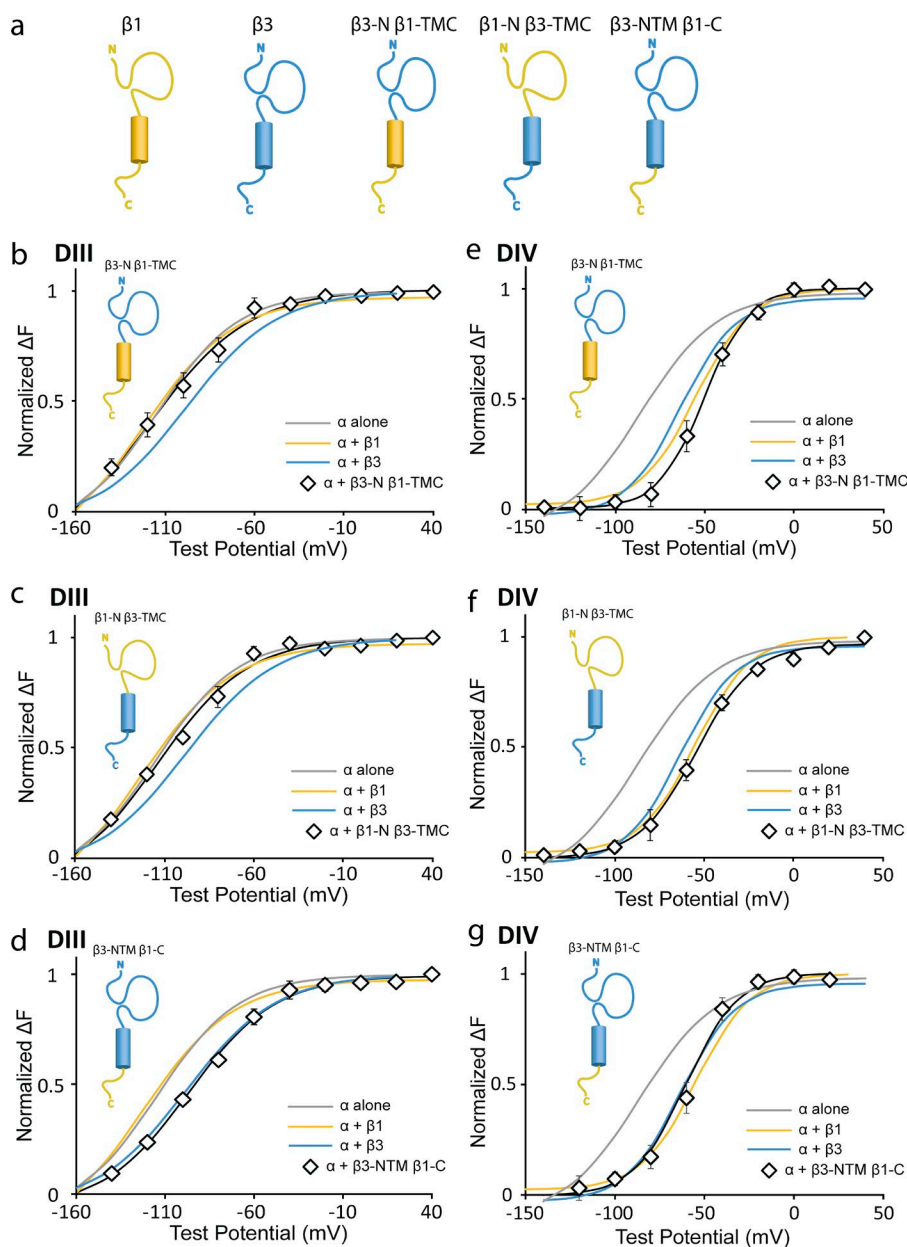 a
β1 β3 β3-N β1-TMC β1-N β3-TMC β3-NTM β1-C
N N N N N
C C C C C
b DIII
β3-N β1-TMC
N
C
Normalized ΔF
1
0.5
0
α alone
α + β1
α + β3
α + β3-N β1-TMC
-160 -110 -60 -10 40
Test Potential (mV)
e DIV
β3-N β1-TMC
N
C
Normalized ΔF
1
0.5
0
α alone
α + β1
α + β3
α + β3-N β1-TMC
-150 -100 -50 0 50
Test Potential (mV)
c DIII
β1-N β3-TMC
N
C
Normalized ΔF
1
0.5
0
α alone
α + β1
α + β3
α + β1-N β3-TMC
-160 -110 -60 -10 40
Test Potential (mV)
f DIV
β1-N β3-TMC
N
C
Normalized ΔF
1
0.5
0
α alone
α + β1
α + β3
α + β1-N β3-TMC
-150 -100 -50 0 50
Test Potential (mV)
d DIII
β3-NTM β1-C
N
C
Normalized ΔF
1
0.5
0
α alone
α + β1
α + β3
α + β3-NTM β1-C
-160 -110 -60 -10 40
Test Potential (mV)
g DIV
β3-NTM β1-C
N
C
Normalized ΔF
1
0.5
0
α alone
α + β1
α + β3
α + β3-NTM β1-C
-150 -100 -50 0 50
Test Potential (mV)